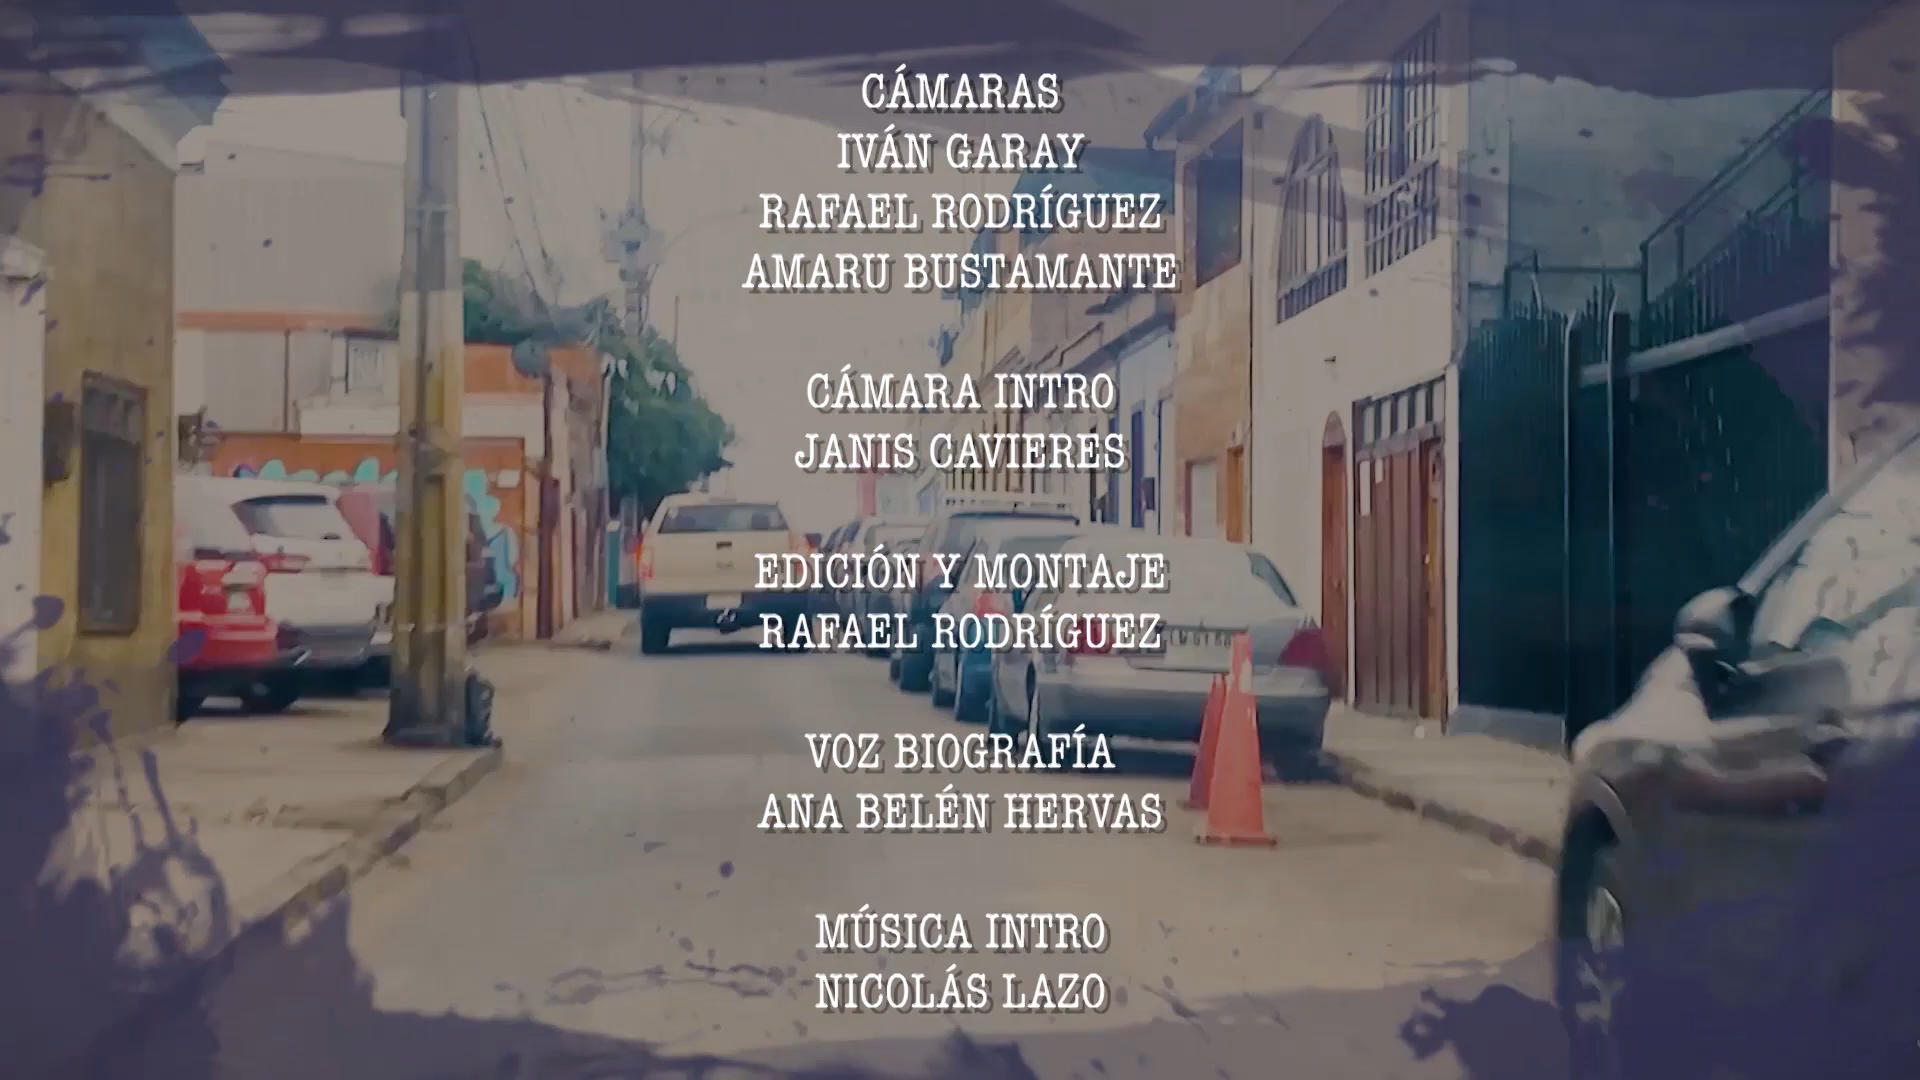 CÁMARAS
IVÁN GARAY
RAFAEL RODRÍGUEZ
AMARU BUSTAMANTE
CÁMARA INTRO
JANIS CAVIERES
EDICIÓN Y MONTAJE
RAFAEL RODRÍGUEZ
VOZ BIOGRAFÍA
ANA BELÉN HERVAS
MÚSICA INTRO
NICOLÁS LAZO